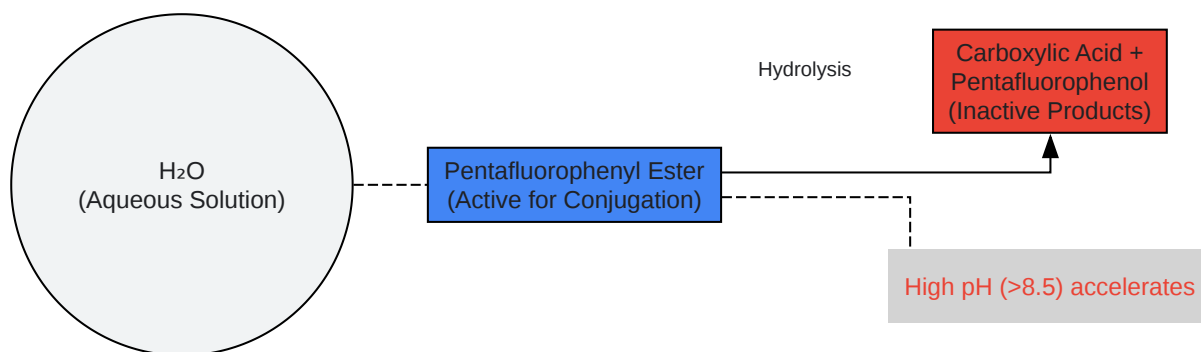 H₂O
(Aqueous Solution)
Pentafluorophenyl Ester
(Active for Conjugation)
Hydrolysis
Carboxylic Acid +
Pentafluorophenol
(Inactive Products)
High pH (>8.5) accelerates